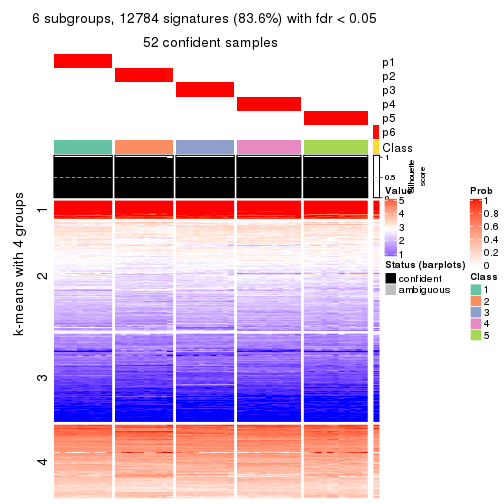 6 subgroups, 12784 signatures (83.6%) with fdr < 0.05
52 confident samples
p1
p2
p3
p4
p5
p6
Class
1
0.5
0
Silhouette
score
k-means with 4 groups
1
2
3
4
Value
5
4
3
2
1
Status (barplots)
confident
ambiguous
Prob
1
0.8
0.6
0.4
0.2
0
Class
1
2
3
4
5